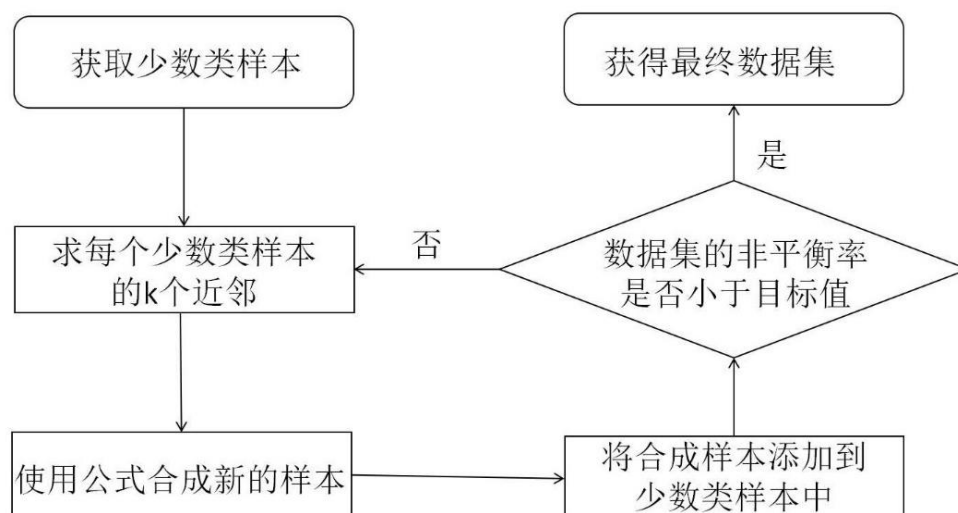 获取少数类样本
求每个少数类样本
的k个近邻
使用公式合成新的样本
将合成样本添加到
少数类样本中
数据集的非平衡率
是否小于目标值
否
是
获得最终数据集